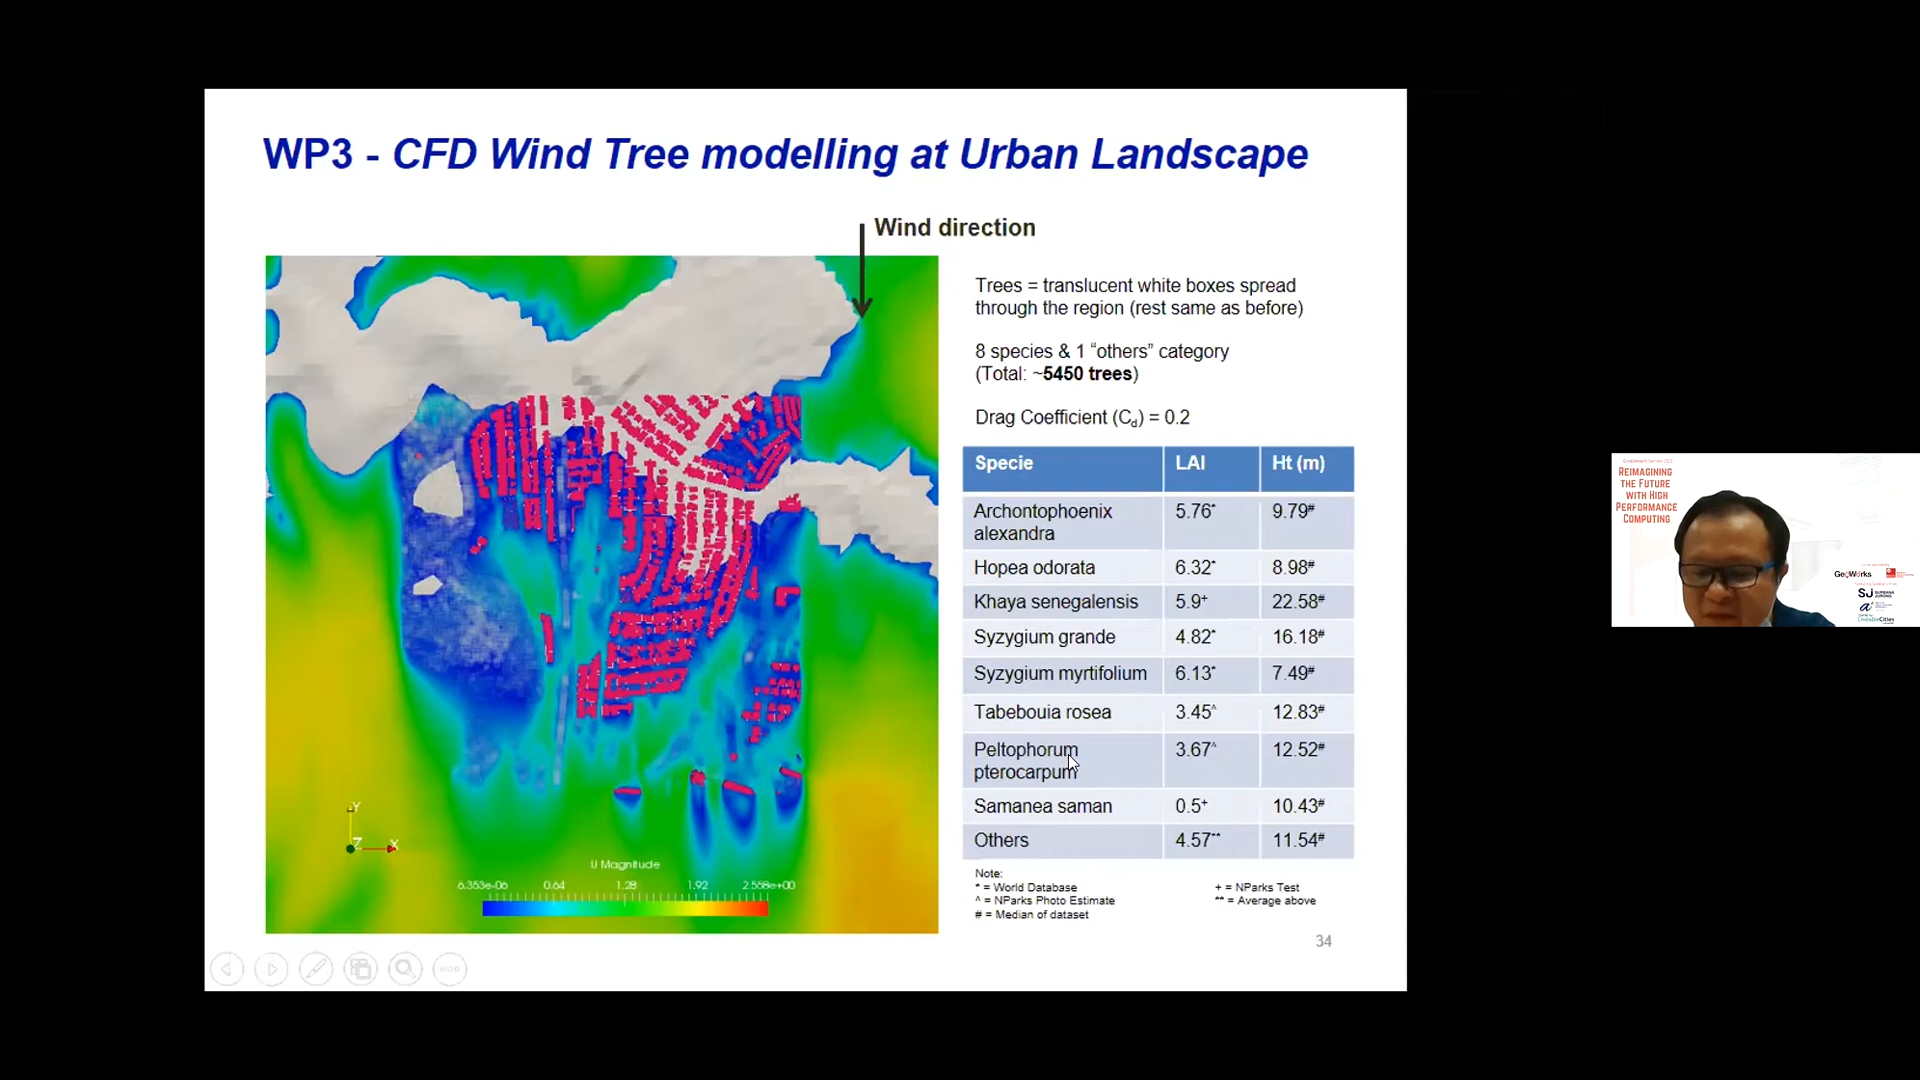 WP3 - CFD Wind Tree modelling at Urban Landscape
Wind direction
Trees = translucent white boxes spread
through the region (rest same as before)
8 species & 1 “others” category
(Total: ~5450 trees)
Drag Coefficient (Cd) = 0.2
Specie LAI Ht (m)
Archontophoenix
alexandra
5.76* 9.79#
Hopea odorata 6.32* 8.98#
Khaya senegalensis 5.9+ 22.58#
Syzygium grande 4.82* 16.18#
Syzygium myrtifolium 6.13* 7.49#
Tabebouia rosea 3.45^ 12.83#
Peltophorum
pterocarpum
3.67^ 12.52#
Samanea saman 0.5+ 10.43#
Others 4.57** 11.54#
Note:
* = World Database + = NParks Test
^ = NParks Photo Estimate ** = Average above
# = Median of dataset
34
Y
Z X
U Magnitude
6.353e-06 0.64 1.28 1.92 2.558e+00
REIMAGINING
THE FUTURE
WITH HIGH
PERFORMANCE
COMPUTING
GeoWorks
SJ SURBANA
JURONG
LiveableCities